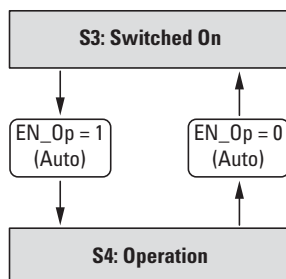 S3: Switched On
EN_Op = 1
(Auto)
EN_Op = 0
(Auto)
S4: Operation